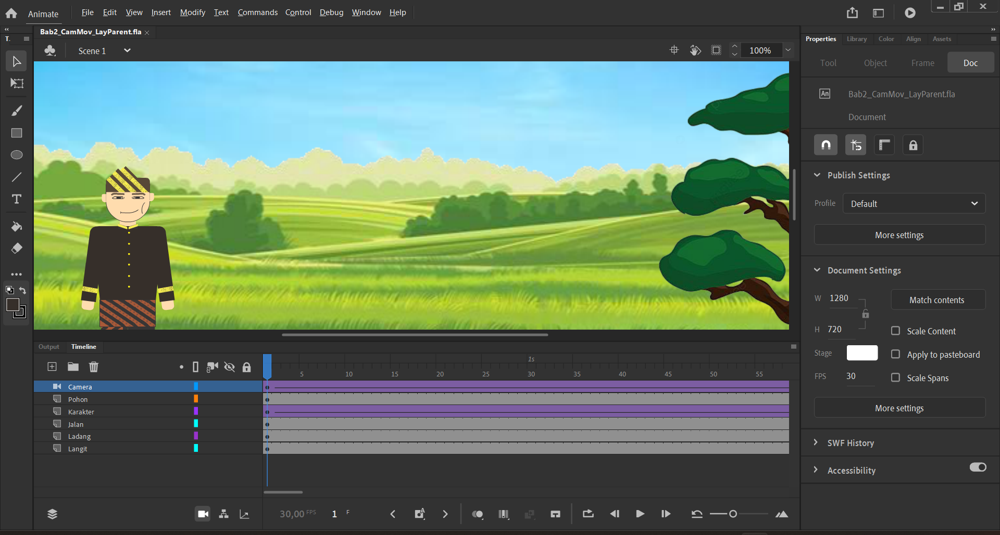 Animate File Edit View Insert Modify Text Commands Control Debug Window Help
Bab2_CamMov_LayParent.fla
T.
Properties Library Color Align Assets
Scene 1
100%
Tool Object Frame Doc
An
Bab2_CamMov_LayParent.fla
Document
Publish Settings
Profile Default
More settings
Document Settings
W 1280
Match contents
H 720
Scale Content
Stage
Apply to pasteboard
FPS 30
Scale Spans
More settings
SWF History
Accessibility
Output Timeline
1s
5 10 15 20 25 30 35 40 45 50 55
Camera
Pohon
Karakter
Jalan
Ladang
Langit
30,00 FPS 1 F
A